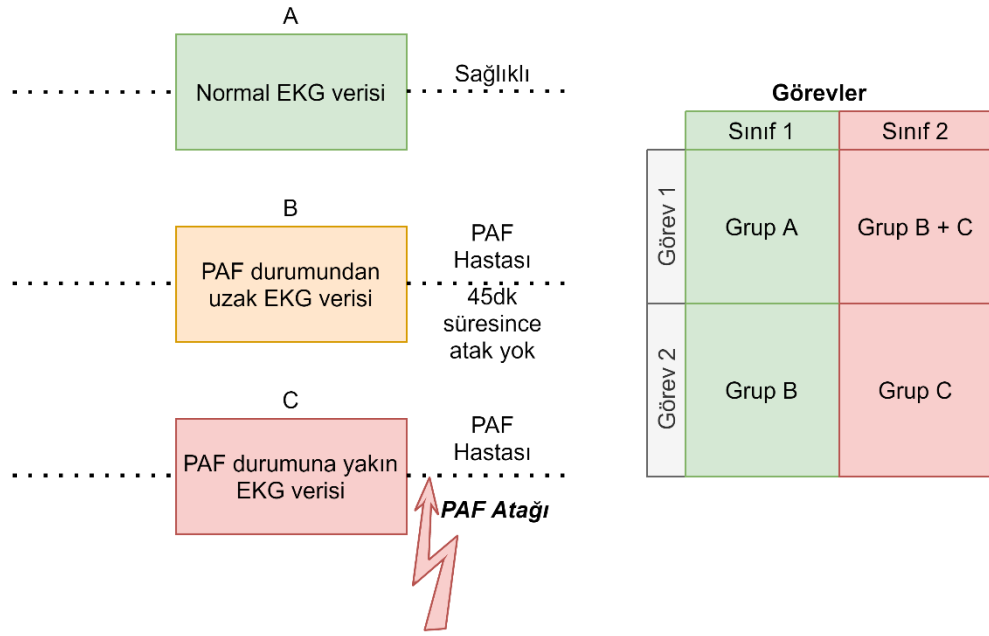 A
Normal EKG verisi
Sağlıklı
B
PAF durumundan
uzak EKG verisi
PAF
Hastası
45dk
süresince
atak yok
C
PAF durumuna yakın
EKG verisi
PAF
Hastası
PAF Atağı
Görevler
Sınıf 1
Sınıf 2
Görev 1
Grup A
Grup B + C
Görev 2
Grup B
Grup C